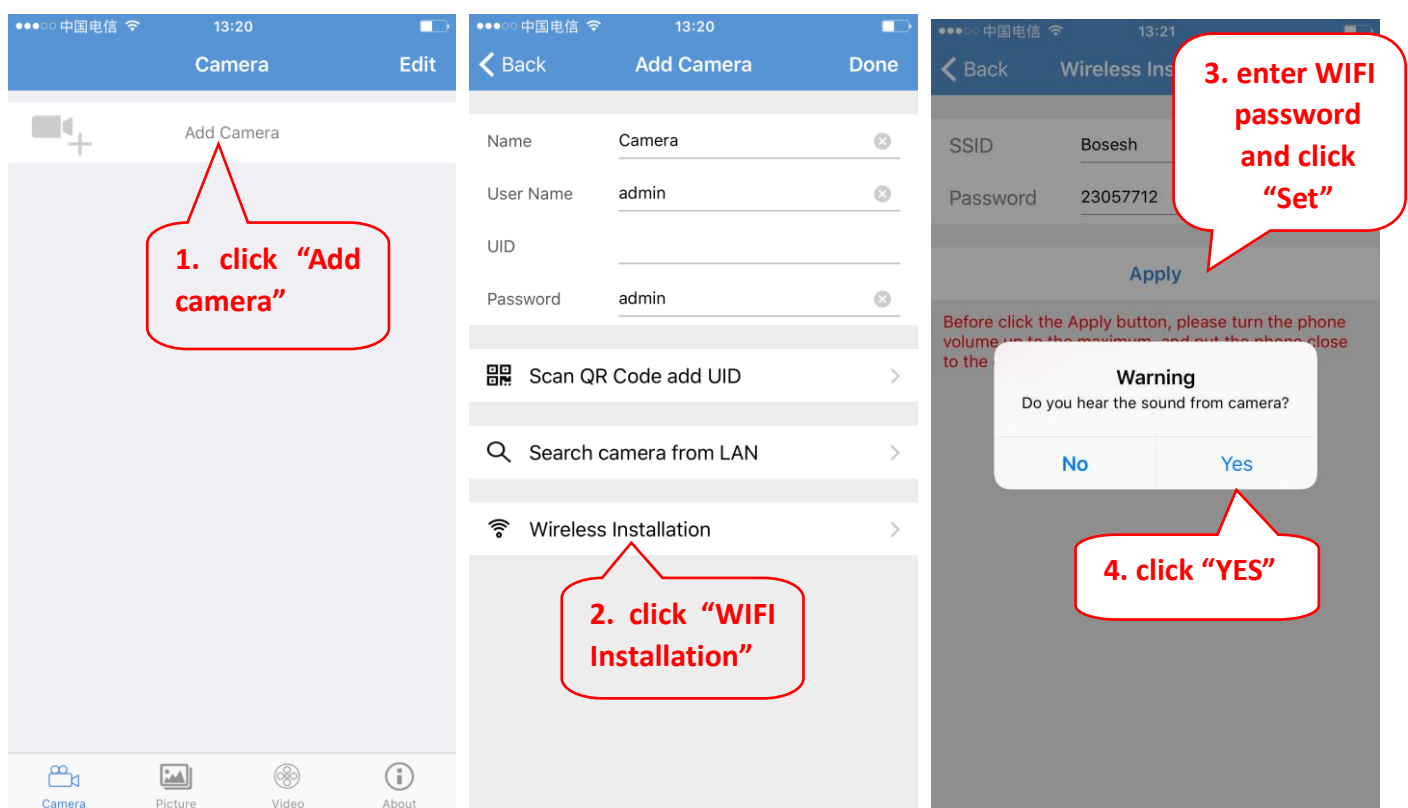 中国电信 13:20
Camera Edit
Add Camera
1. click “Add
camera”
Camera Picture Video About
中国电信 13:20
Back Add Camera Done
Name Camera
User Name admin
UID
Password admin
Scan QR Code add UID
Search camera from LAN
Wireless Installation
2. click “WIFI
Installation”
中国电信 13:21
Back Wireless Ins
3. enter WIFI
password
and click
“Set”
SSID Bosesh
Password 23057712
Apply
Before click the Apply button, please turn the phone
volume up to the maximum, and put the phone close
to the
Warning
Do you hear the sound from camera?
No Yes
4. click “YES”